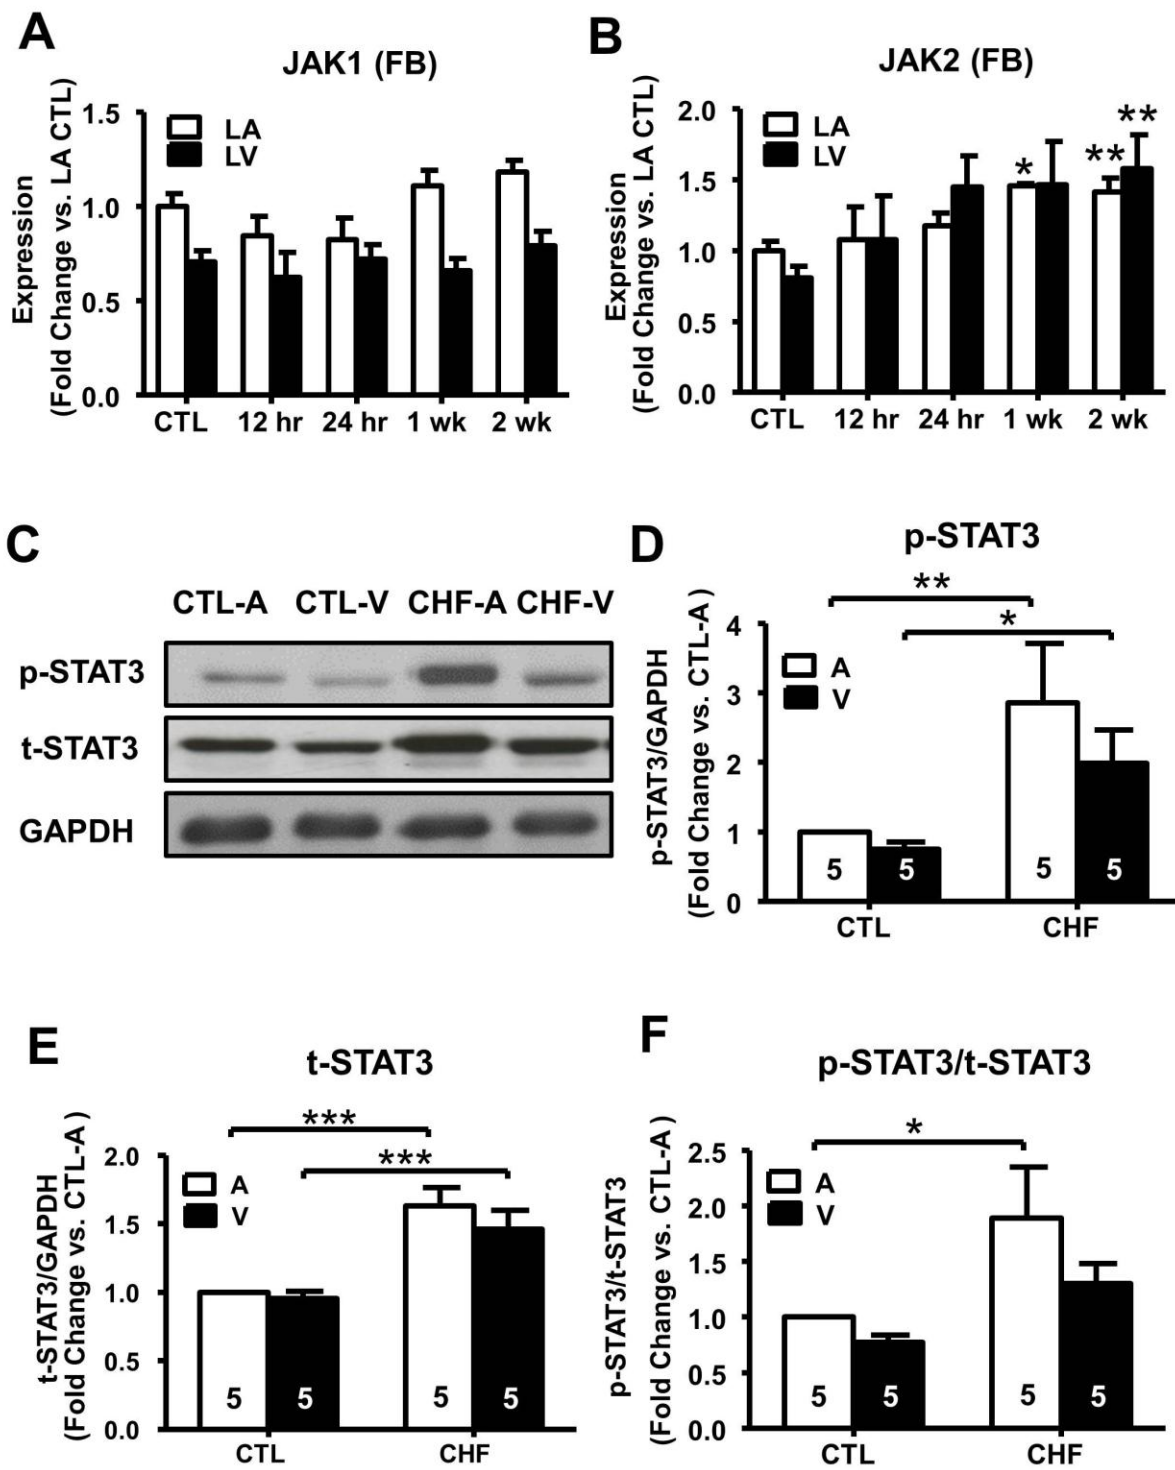 A
JAK1 (FB)
Expression
(Fold Change vs. LA CTL)
1.5
1.0
0.5
0.0
LA
LV
CTL 12 hr 24 hr 1 wk 2 wk
B
JAK2 (FB)
Expression
(Fold Change vs. LA CTL)
2.0
1.5
1.0
0.5
0.0
LA
LV
*
**
**
CTL 12 hr 24 hr 1 wk 2 wk
C
CTL-A CTL-V CHF-A CHF-V
p-STAT3
t-STAT3
GAPDH
D
p-STAT3
p-STAT3/GAPDH
(Fold Change vs. CTL-A )
4
3
2
1
0
A
V
**
*
5 5 5 5
CTL CHF
E
t-STAT3
t-STAT3/GAPDH
(Fold Change vs. CTL-A )
2.0
1.5
1.0
0.5
0.0
A
V
***
***
5 5 5 5
CTL CHF
F
p-STAT3/t-STAT3
p-STAT3/t-STAT3
(Fold Change vs. CTL-A )
2.5
2.0
1.5
1.0
0.5
0.0
A
V
*
5 5 5 5
CTL CHF